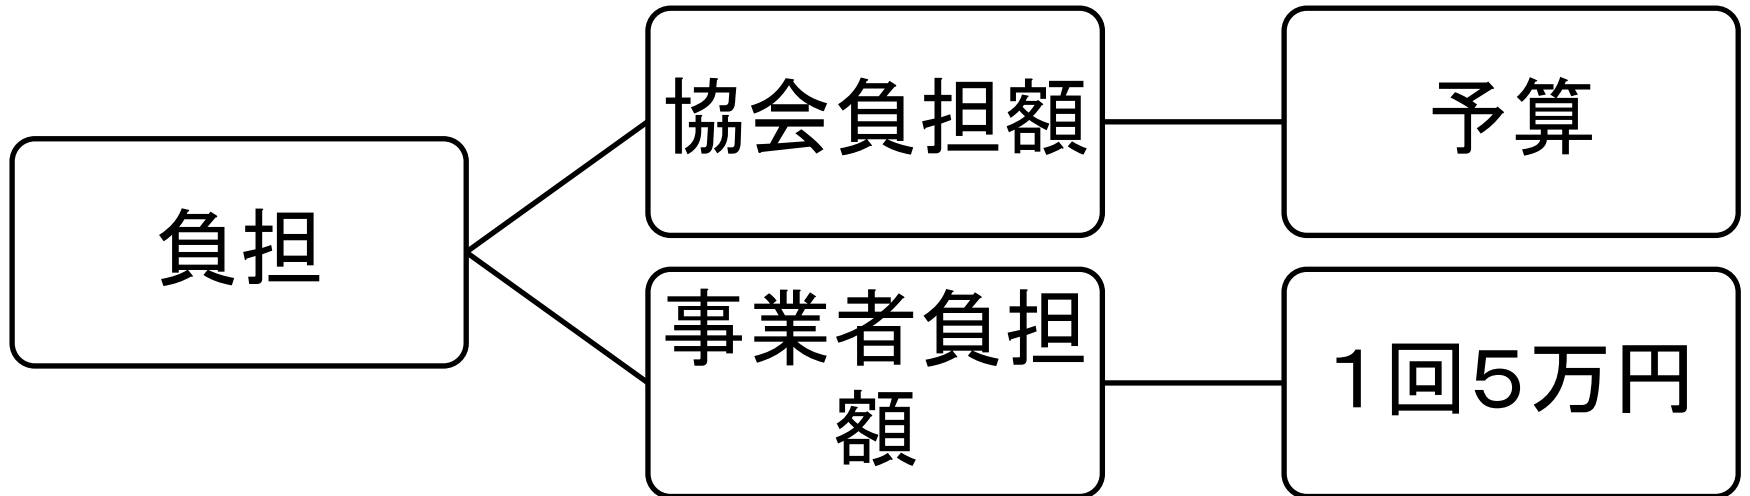 負担
協会負担額
予算
事業者負担
額
１回５万円